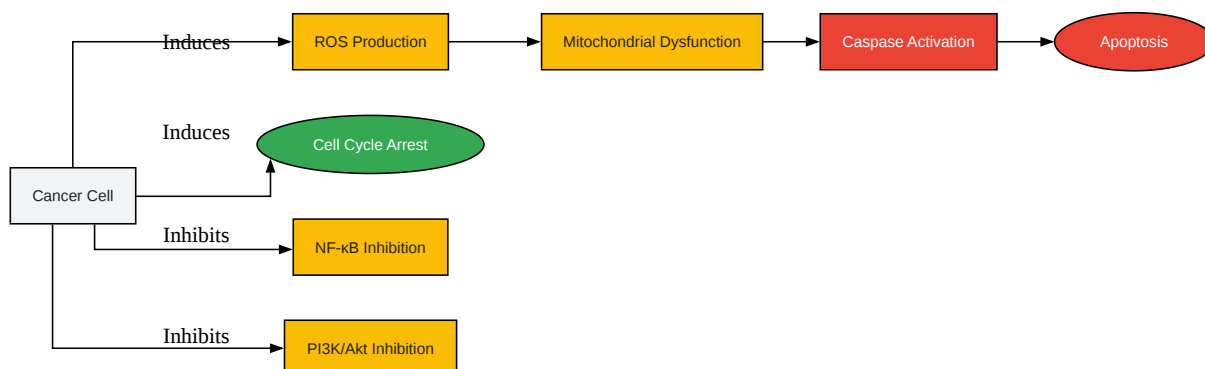 Induces
ROS Production
Mitochondrial Dysfunction
Caspase Activation
Apoptosis
Induces
Cell Cycle Arrest
Cancer Cell
Inhibits
NF-κB Inhibition
Inhibits
PI3K/Akt Inhibition